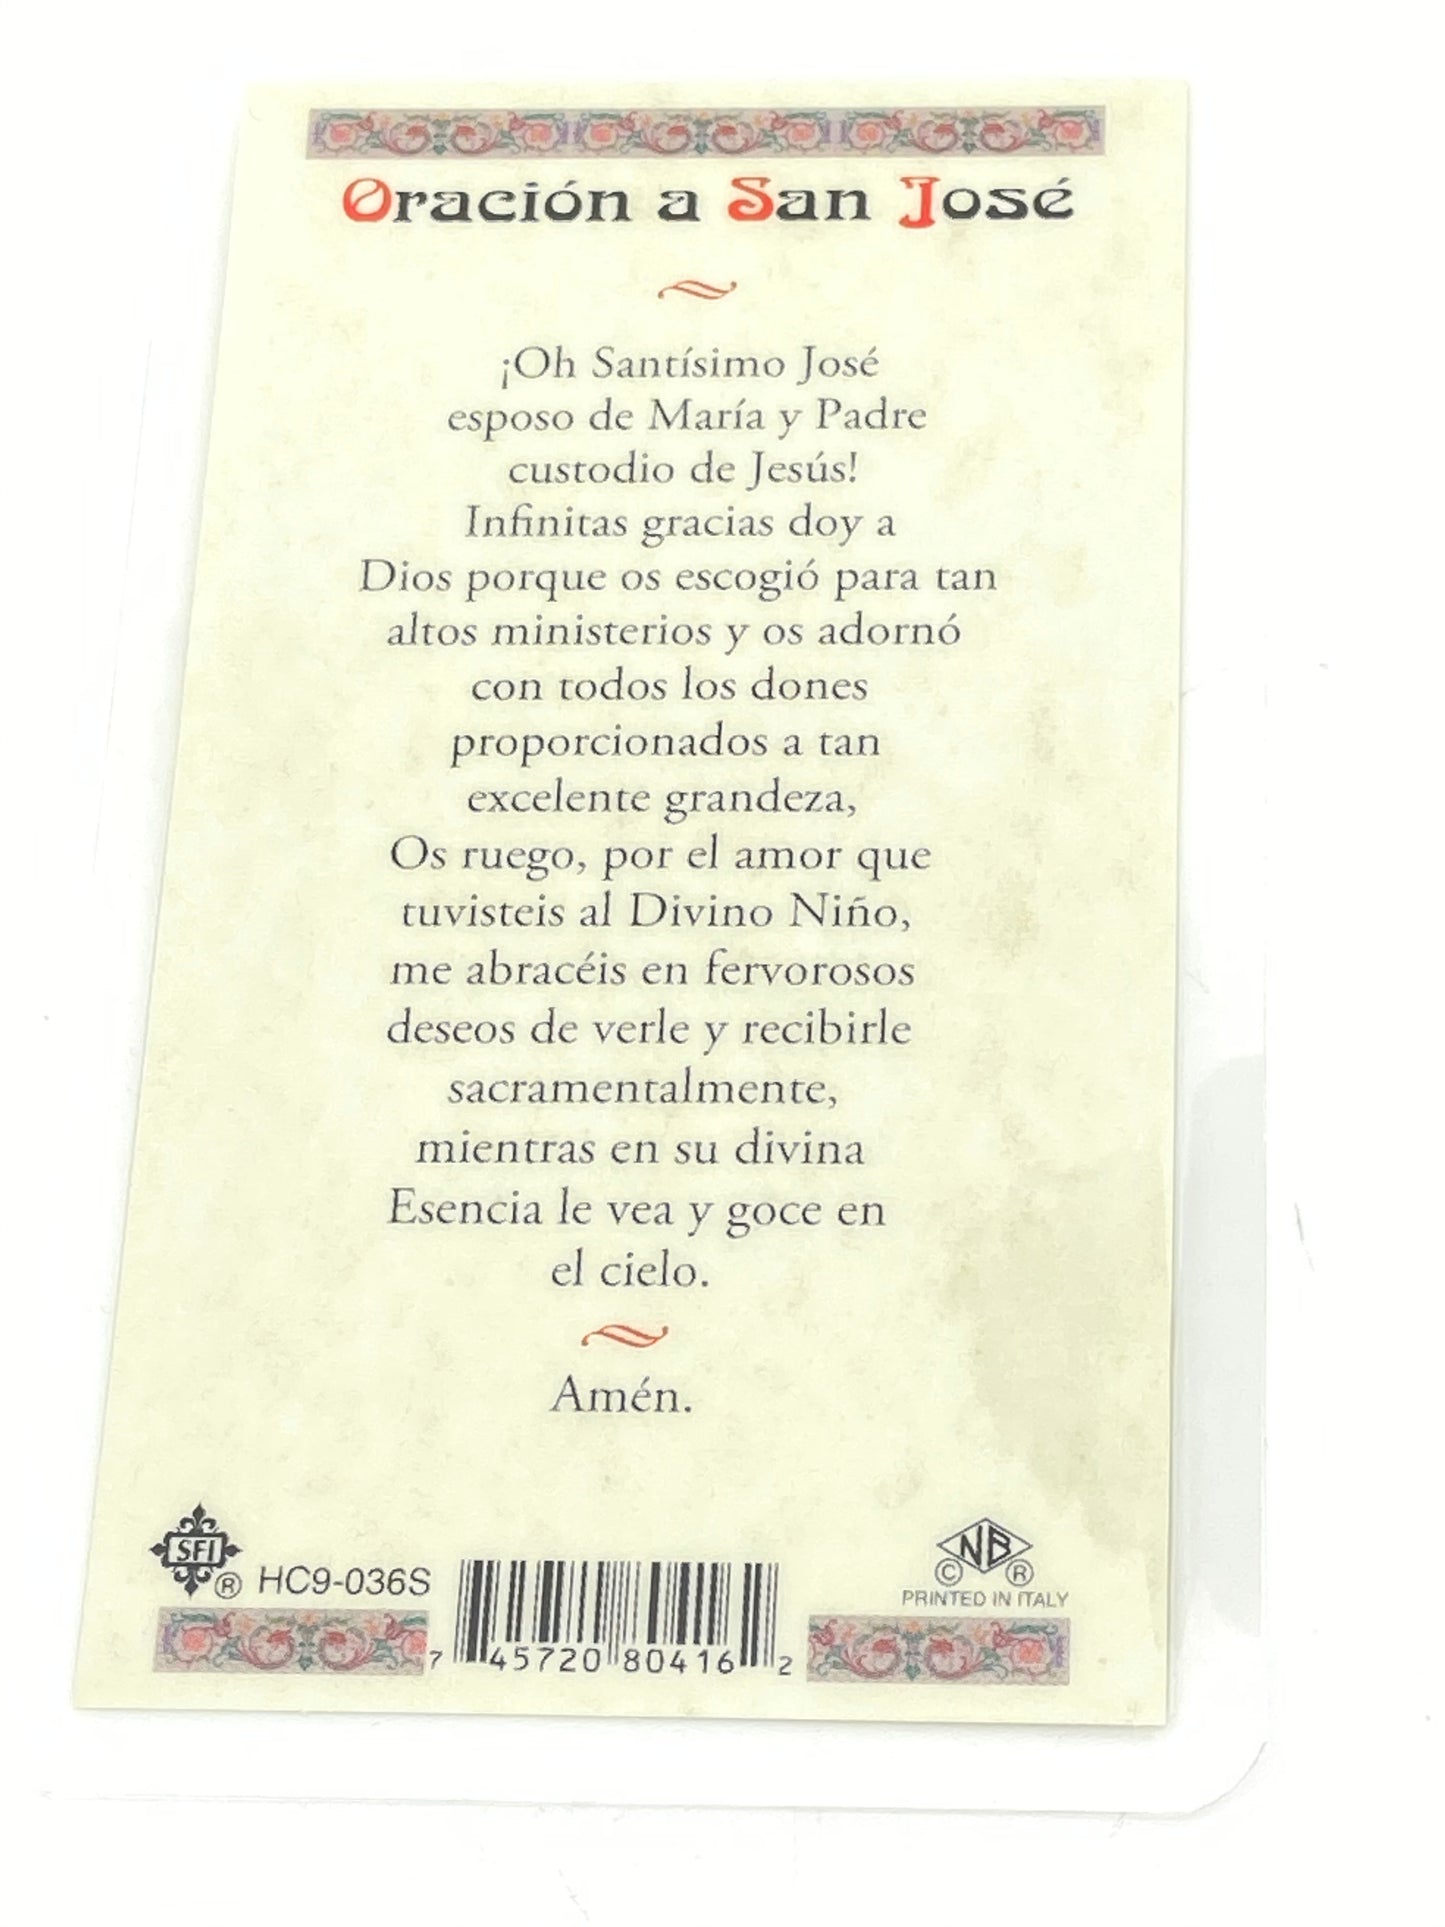 Oración a San José
¡Oh Santísimo José
esposo de María y Padre
custodio de Jesús!
Infinitas gracias doy a
Dios porque os escogió para tan
altos ministerios y os adornó
con todos los dones
proporcionados a tan
excelente grandeza,
Os ruego, por el amor que
tuvisteis al Divino Niño,
me abracéis en fervorosos
deseos de verle y recibirle
sacramentalmente,
mientras en su divina
Esencia le vea y goce en
el cielo.
Amén.
SFI ® HC9-036S
NB
© ®
PRINTED IN ITALY
7 45720 80416 2